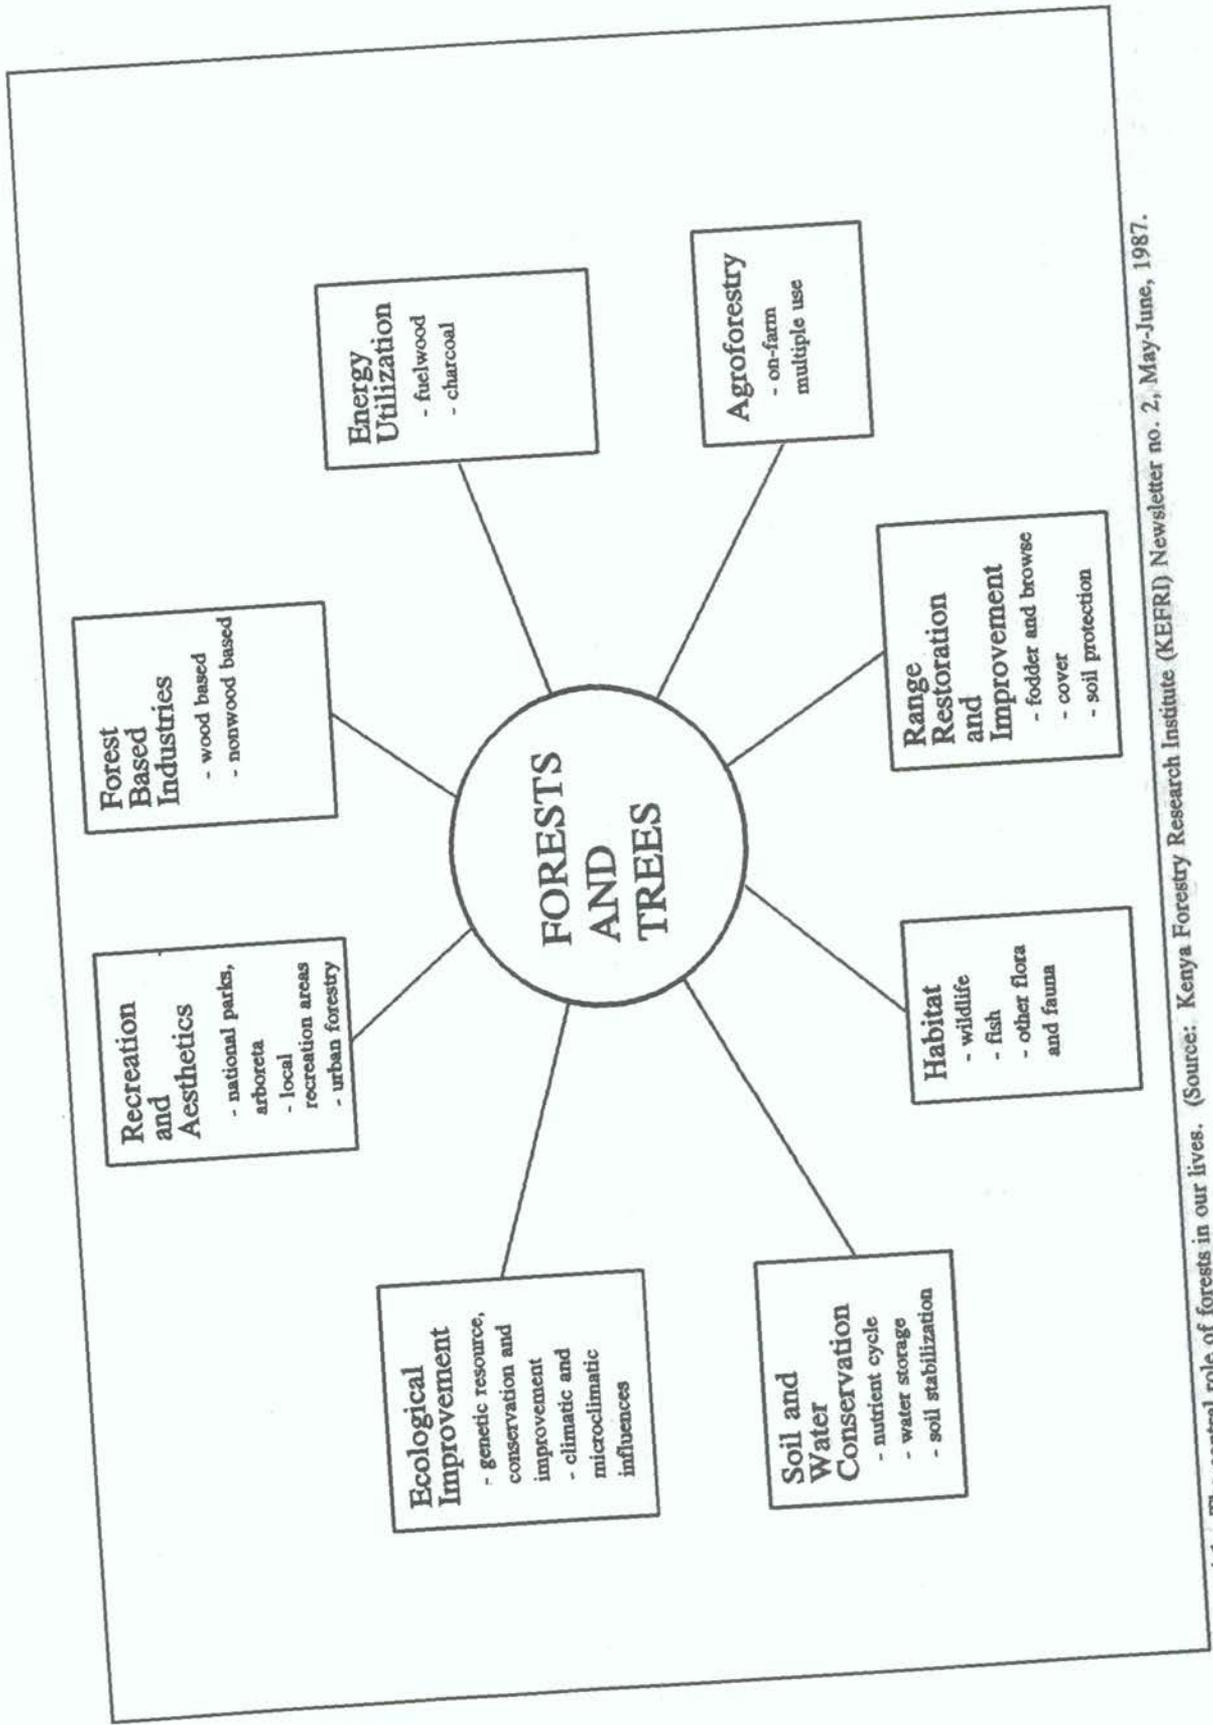 Recreation
and
Aesthetics
- national parks,
arboreta
- local
recreation areas
- urban forestry
Forest
Based
Industries
- wood based
- nonwood based
Ecological
Improvement
- genetic resource,
conservation and
improvement
- climatic and
microclimatic
influences
Energy
Utilization
- fuelwood
- charcoal
FORESTS
AND
TREES
Soil and
Water
Conservation
- nutrient cycle
- water storage
- soil stabilization
Agroforestry
- on-farm
multiple use
Habitat
- wildlife
- fish
- other flora
and fauna
Range
Restoration
and
Improvement
- fodder and browse
- cover
- soil protection
role of forests in our lives. (Source: Kenya Forestry Research Institute (KEFRI) Newsletter no. 2, May-June, 1987.